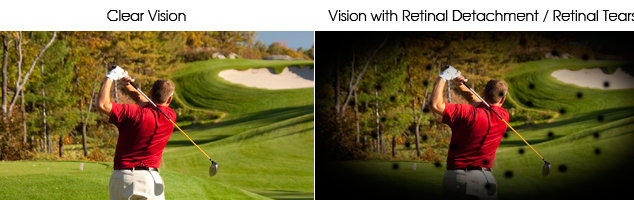 Clear Vision
Vision with Retinal Detachment / Retinal Tears